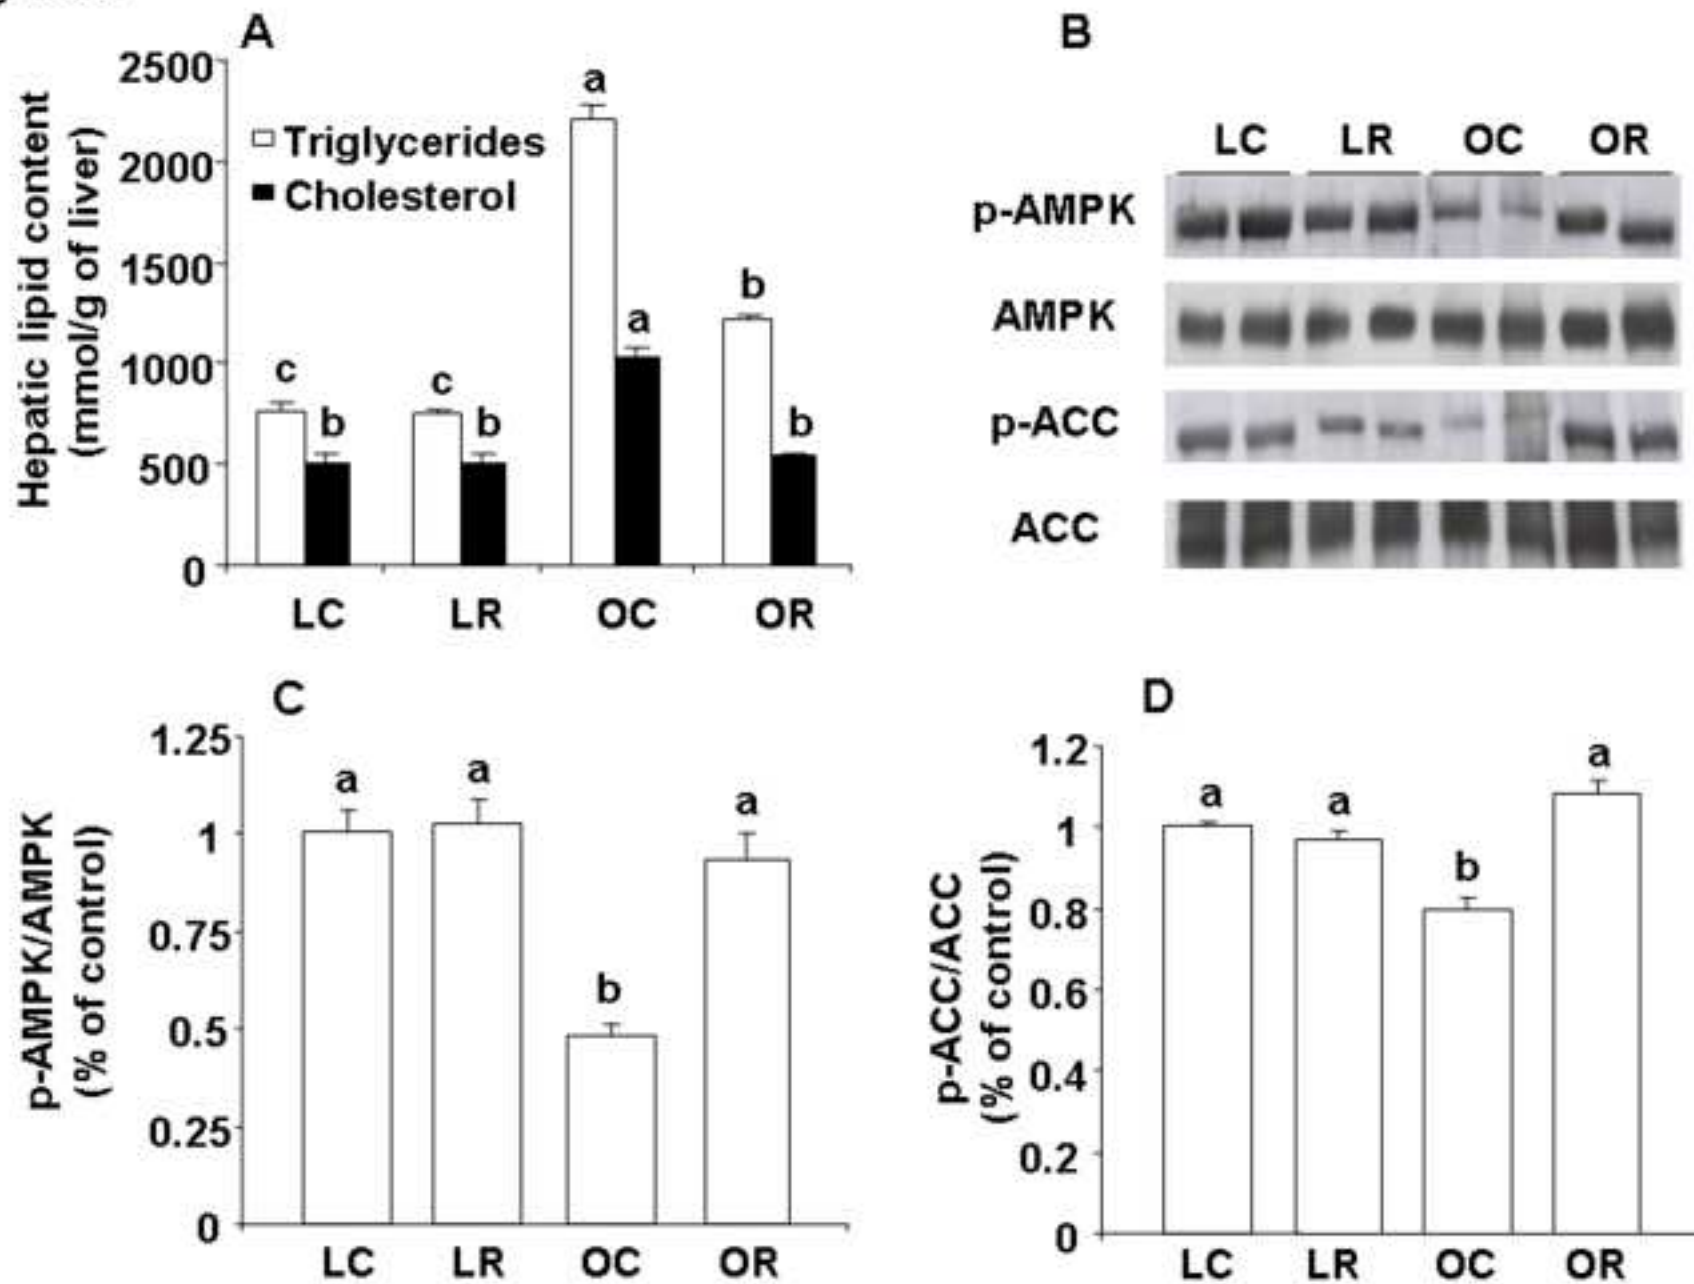 A
Hepatic lipid content
(mmol/g of liver)
2500
2000
1500
1000
500
0
Triglycerides
Cholesterol
c
b
c
b
a
a
b
b
LC LR OC OR
B
LC LR OC OR
p-AMPK
AMPK
p-ACC
ACC
C
p-AMPK/AMPK
(% of control)
1.25
1
0.75
0.5
0.25
0
a
a
b
a
LC LR OC OR
D
p-ACC/ACC
(% of control)
1.2
1
0.8
0.6
0.4
0.2
0
a
a
b
a
LC LR OC OR